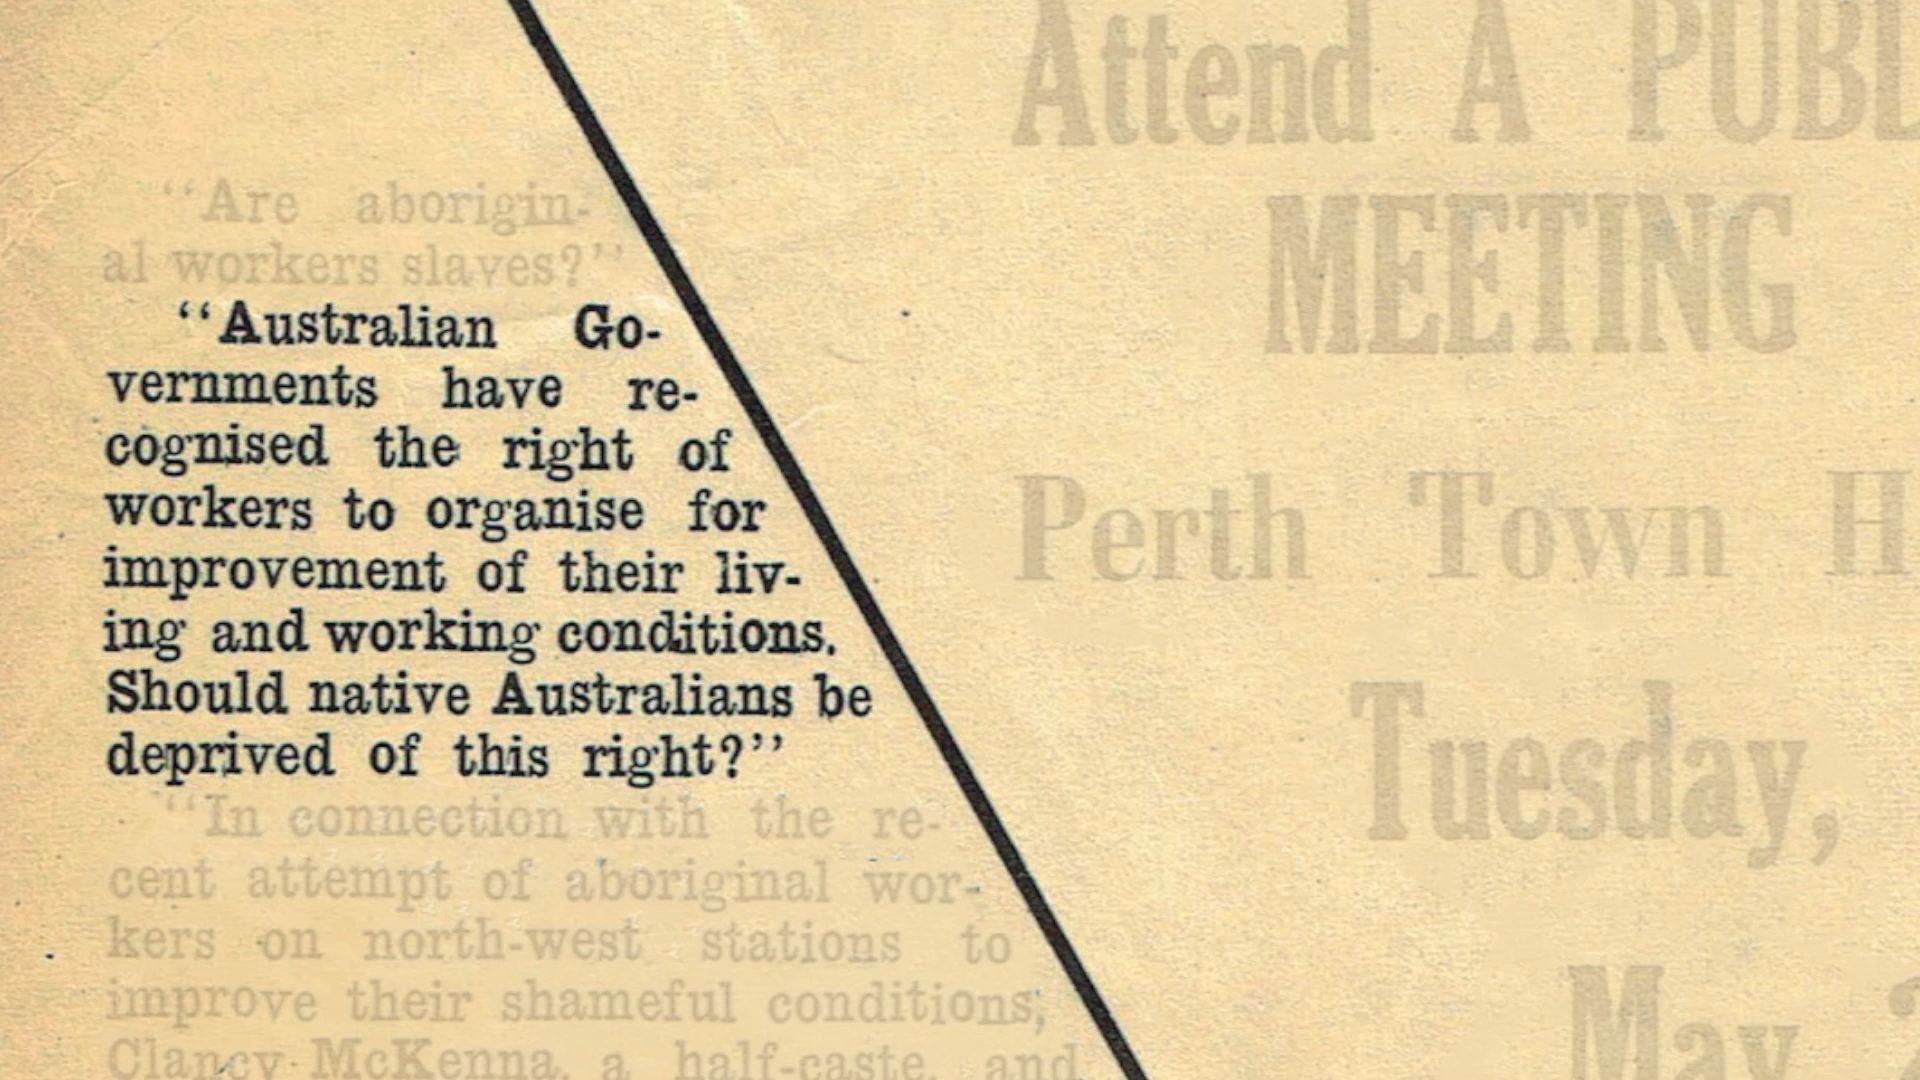 "Are aborigin-
al workers slaves?"
"Australian Go-
vernments have re-
cognised the right of
workers to organise for
improvement of their liv-
ing and working conditions.
Should native Australians be
deprived of this right?"
"In connection with the re-
cent attempt of aboriginal wor-
kers on north-west stations to
improve their shameful conditions,
Clancy McKenna, a half-caste, and
Attend A
MEETING
Perth Town
Tuesday,
May